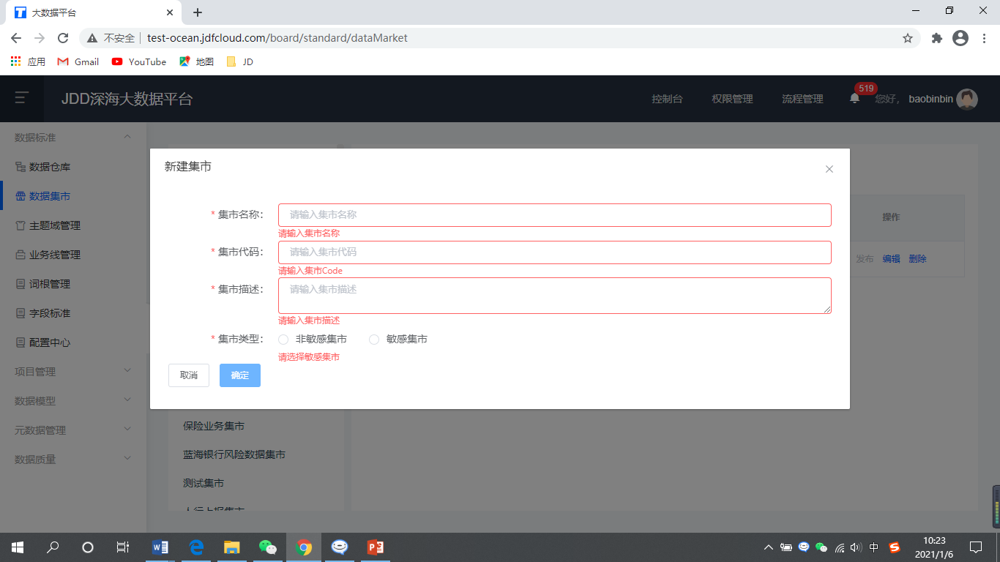 大数据平台
不安全 test-ocean.jdfcloud.com/board/standard/dataMarket
应用 Gmail YouTube 地图 JD
JDD深海大数据平台 控制台 权限管理 流程管理 519 您好， baobinbin
数据标准
数据仓库
数据集市
主题域管理
业务线管理
词根管理
字段标准
配置中心
项目管理
数据模型
元数据管理
数据质量
新建集市
* 集市名称： 请输入集市名称
请输入集市名称
* 集市代码： 请输入集市代码
请输入集市Code
* 集市描述： 请输入集市描述
请输入集市描述
* 集市类型： 非敏感集市 敏感集市
请选择敏感集市
取消 确定
操作
发布 编辑 删除
保险业务集市
蓝海银行风险数据集市
测试集市
人行上报集市
中
10:23
2021/1/6